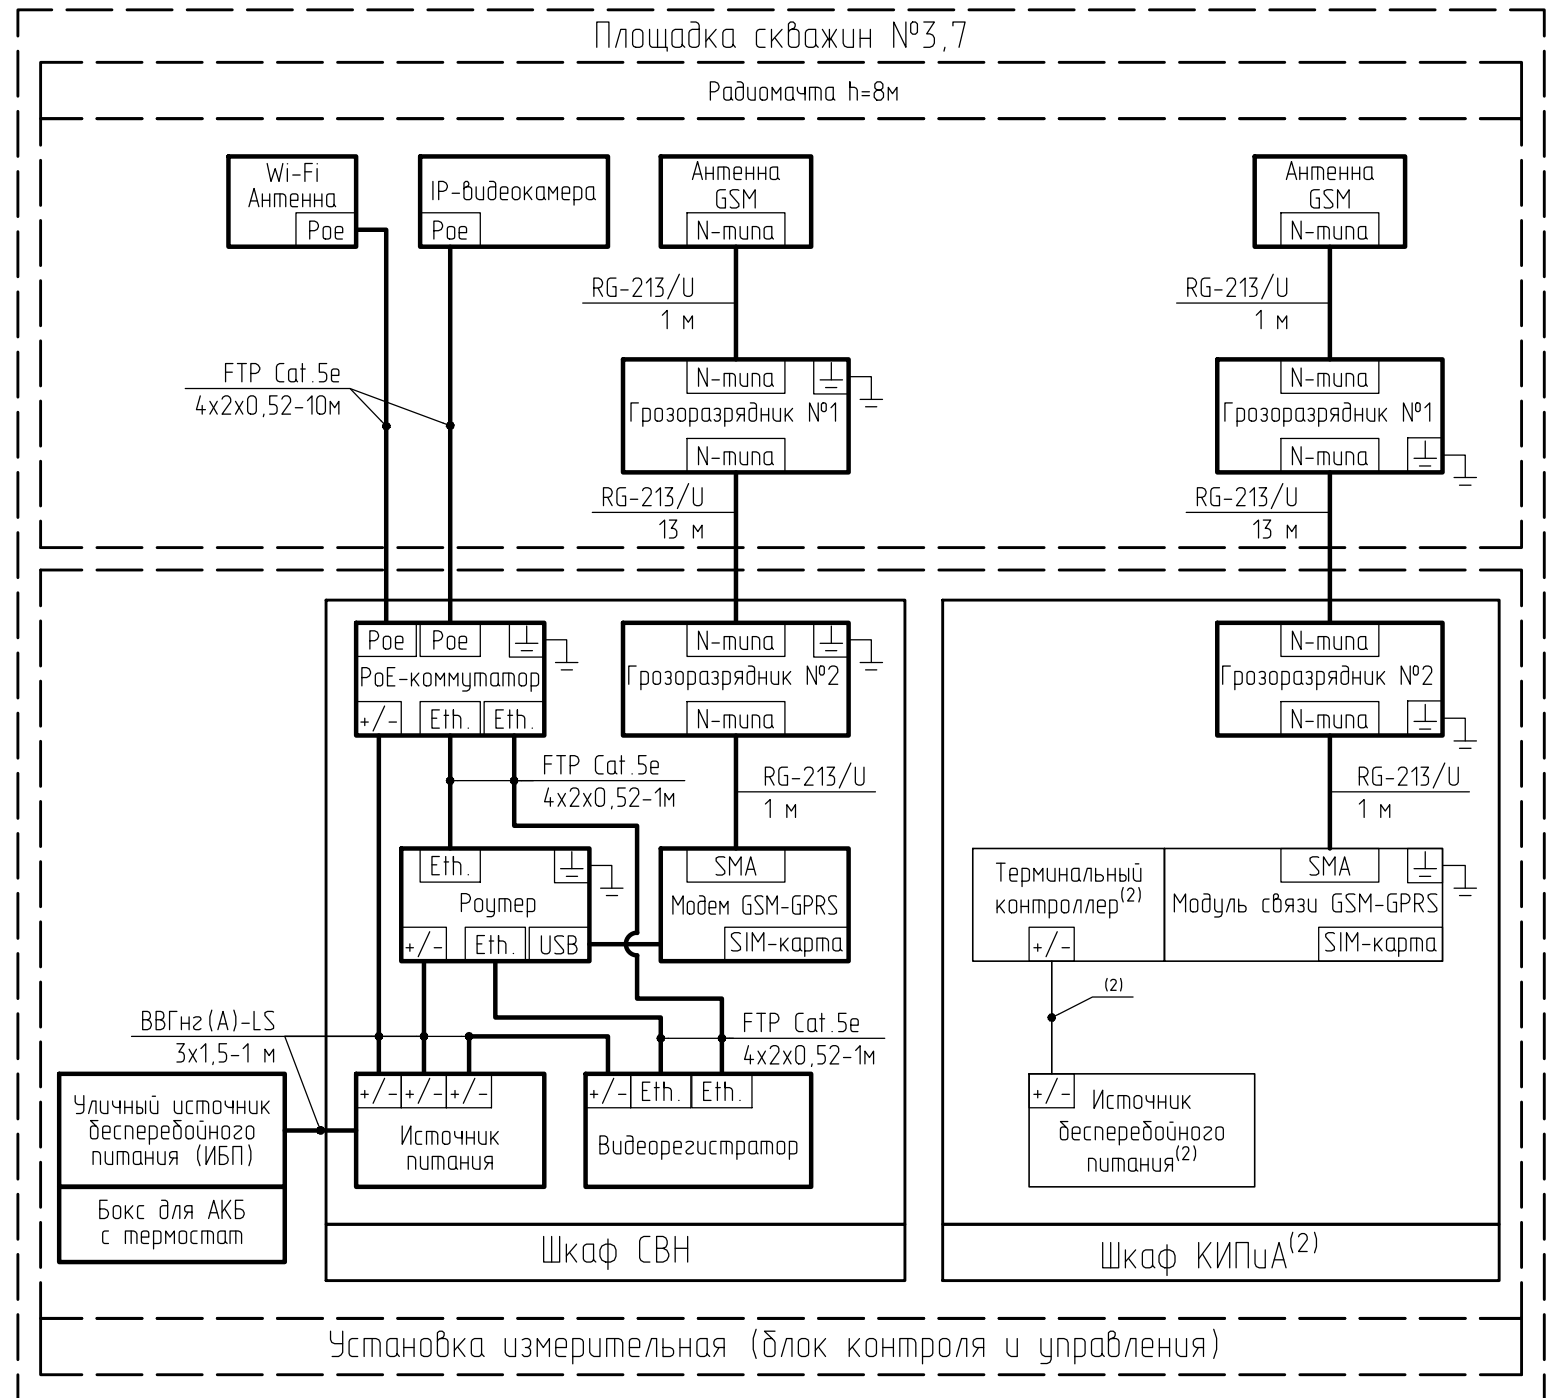 Площадка скважин №3,7
Радиомачта h=8м
Wi-Fi
Антенна
Poe
IP-видеокамера
Poe
Антенна
GSM
N-типа
Антенна
GSM
N-типа
RG-213/U
1 м
RG-213/U
1 м
FTP Cat.5e
4x2x0,52-10м
N-типа
Грозоразрядник №1
N-типа
N-типа
Грозоразрядник №1
N-типа
RG-213/U
13 м
RG-213/U
13 м
Poe
Poe
PoE-коммутатор
+/-
Eth.
Eth.
N-типа
Грозоразрядник №2
N-типа
N-типа
Грозоразрядник №2
N-типа
FTP Cat.5e
4x2x0,52-1м
RG-213/U
1 м
RG-213/U
1 м
Eth.
Роутер
+/-
Eth.
USB
SMA
Модем GSM-GPRS
SIM-карта
Терминальный
контроллер(2)
+/-
SMA
Модуль связи GSM-GPRS
SIM-карта
(2)
ВВГнг(А)-LS
3x1,5-1 м
FTP Cat.5e
4x2x0,52-1м
Уличный источник
бесперебойного
питания (ИБП)
Бокс для АКБ
с термостат
+/-
+/-
+/-
Источник
питания
+/-
Eth.
Eth.
Видеорегистратор
+/-
Источник
бесперебойного
питания(2)
Шкаф СВН
Шкаф КИПиА(2)
Установка измерительная (блок контроля и управления)